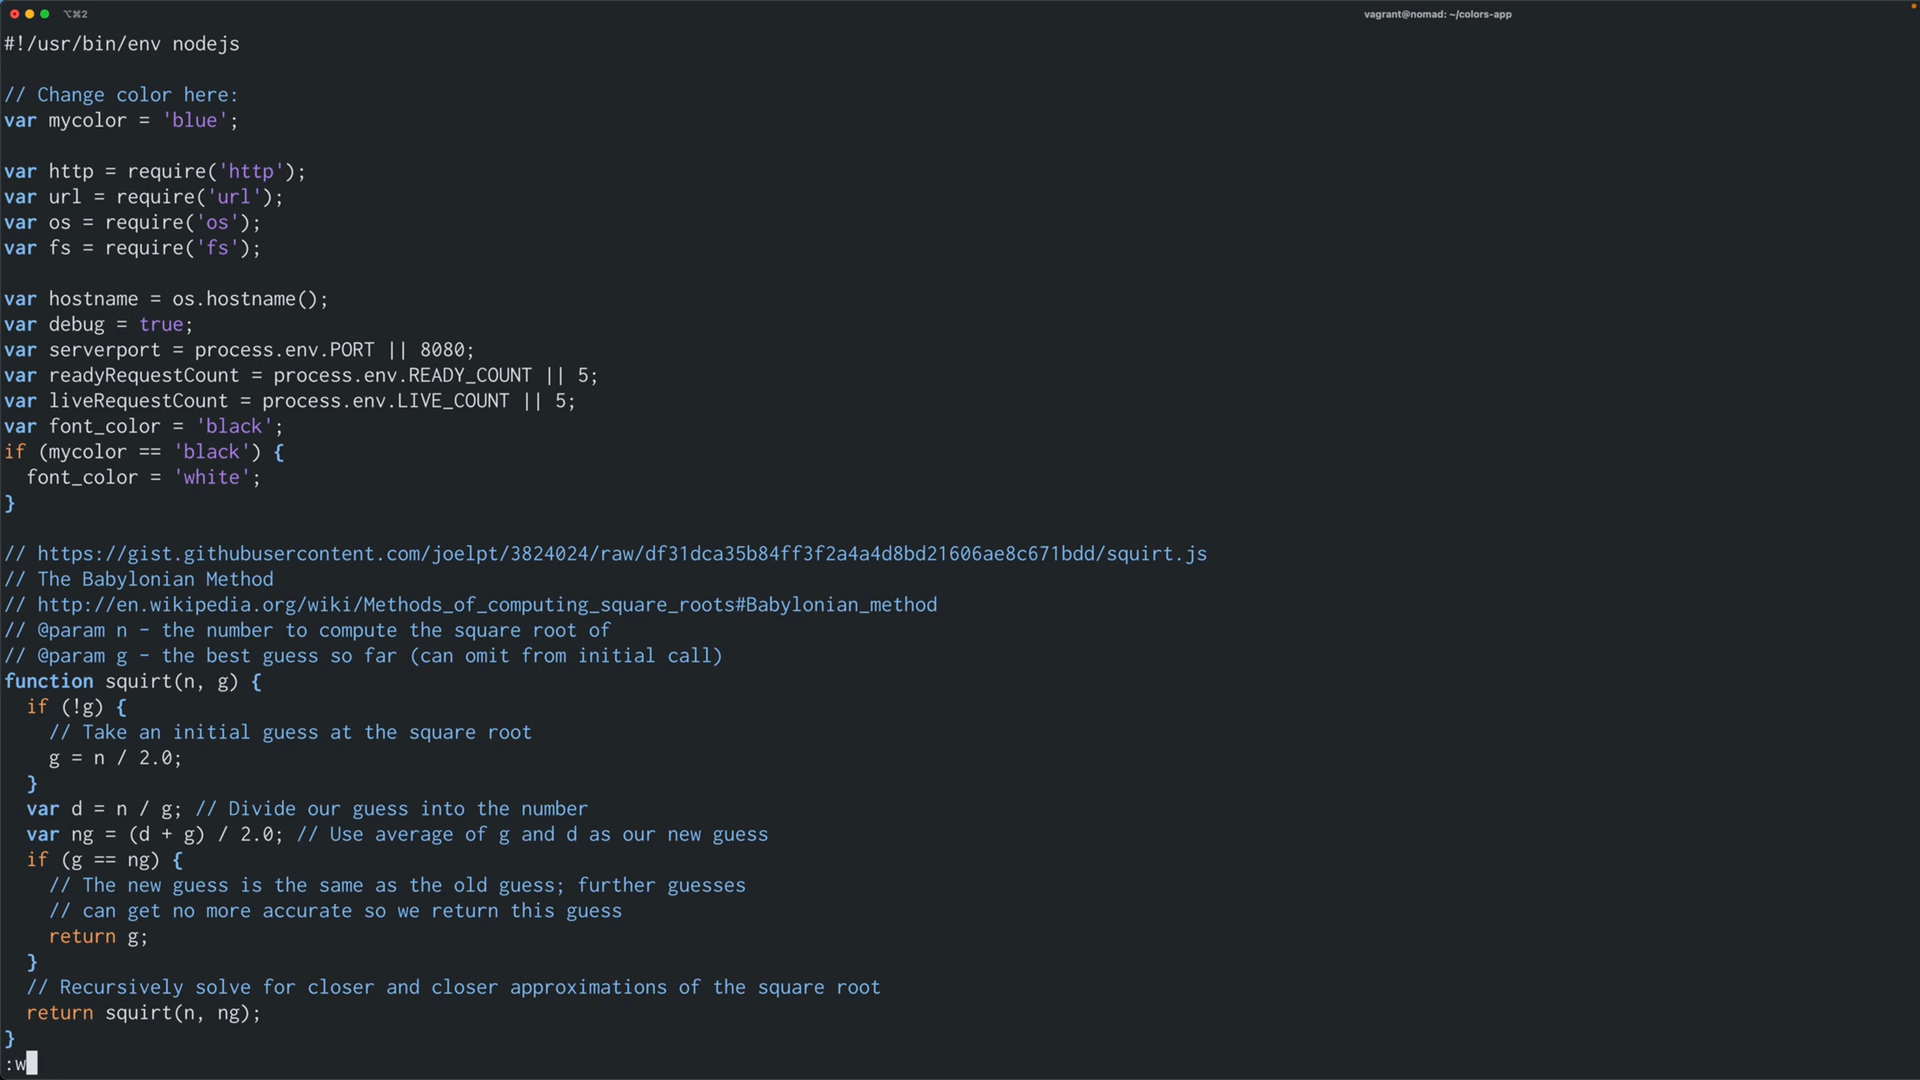 ⌥⌘2
vagrant@nomad: ~/colors-app
#!/usr/bin/env nodejs

// Change color here:
var mycolor = 'blue';

var http = require('http');
var url = require('url');
var os = require('os');
var fs = require('fs');

var hostname = os.hostname();
var debug = true;
var serverport = process.env.PORT || 8080;
var readyRequestCount = process.env.READY_COUNT || 5;
var liveRequestCount = process.env.LIVE_COUNT || 5;
var font_color = 'black';
if (mycolor == 'black') {
  font_color = 'white';
}

// https://gist.githubusercontent.com/joelpt/3824024/raw/df31dca35b84ff3f2a4a4d8bd21606ae8c671bdd/squirt.js
// The Babylonian Method
// http://en.wikipedia.org/wiki/Methods_of_computing_square_roots#Babylonian_method
// @param n - the number to compute the square root of
// @param g - the best guess so far (can omit from initial call)
function squirt(n, g) {
  if (!g) {
    // Take an initial guess at the square root
    g = n / 2.0;
  }
  var d = n / g; // Divide our guess into the number
  var ng = (d + g) / 2.0; // Use average of g and d as our new guess
  if (g == ng) {
    // The new guess is the same as the old guess; further guesses
    // can get no more accurate so we return this guess
    return g;
  }
  // Recursively solve for closer and closer approximations of the square root
  return squirt(n, ng);
}
:w